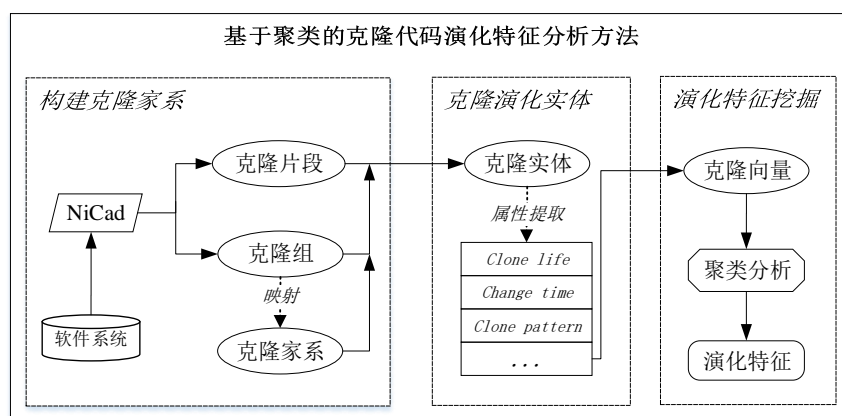 基于聚类的克隆代码演化特征分析方法
构建克隆家系
克隆片段
NiCad
克隆组
映射
软件系统
克隆家系
克隆演化实体
克隆实体
属性提取
Clone life
Change time
Clone pattern
...
演化特征挖掘
克隆向量
聚类分析
演化特征